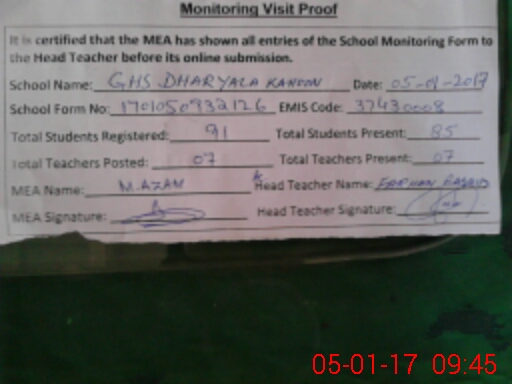 Monitoring Visit Proof
It is certified that the MEA has shown all entries of the School Monitoring Form to
the Head Teacher before its online submission.
School Name: GHS DHARYALA KAHOON Date: 05-01-2017
School Form No: 1701050932126 EMIS Code: 37430008
Total Students Registered: 91 Total Students Present: 85
Total Teachers Posted: 07 Total Teachers Present: 07
MEA Name: M.AZAM Head Teacher Name: FARHAN RASHID
MEA Signature: Head Teacher Signature:
05-01-17 09:45